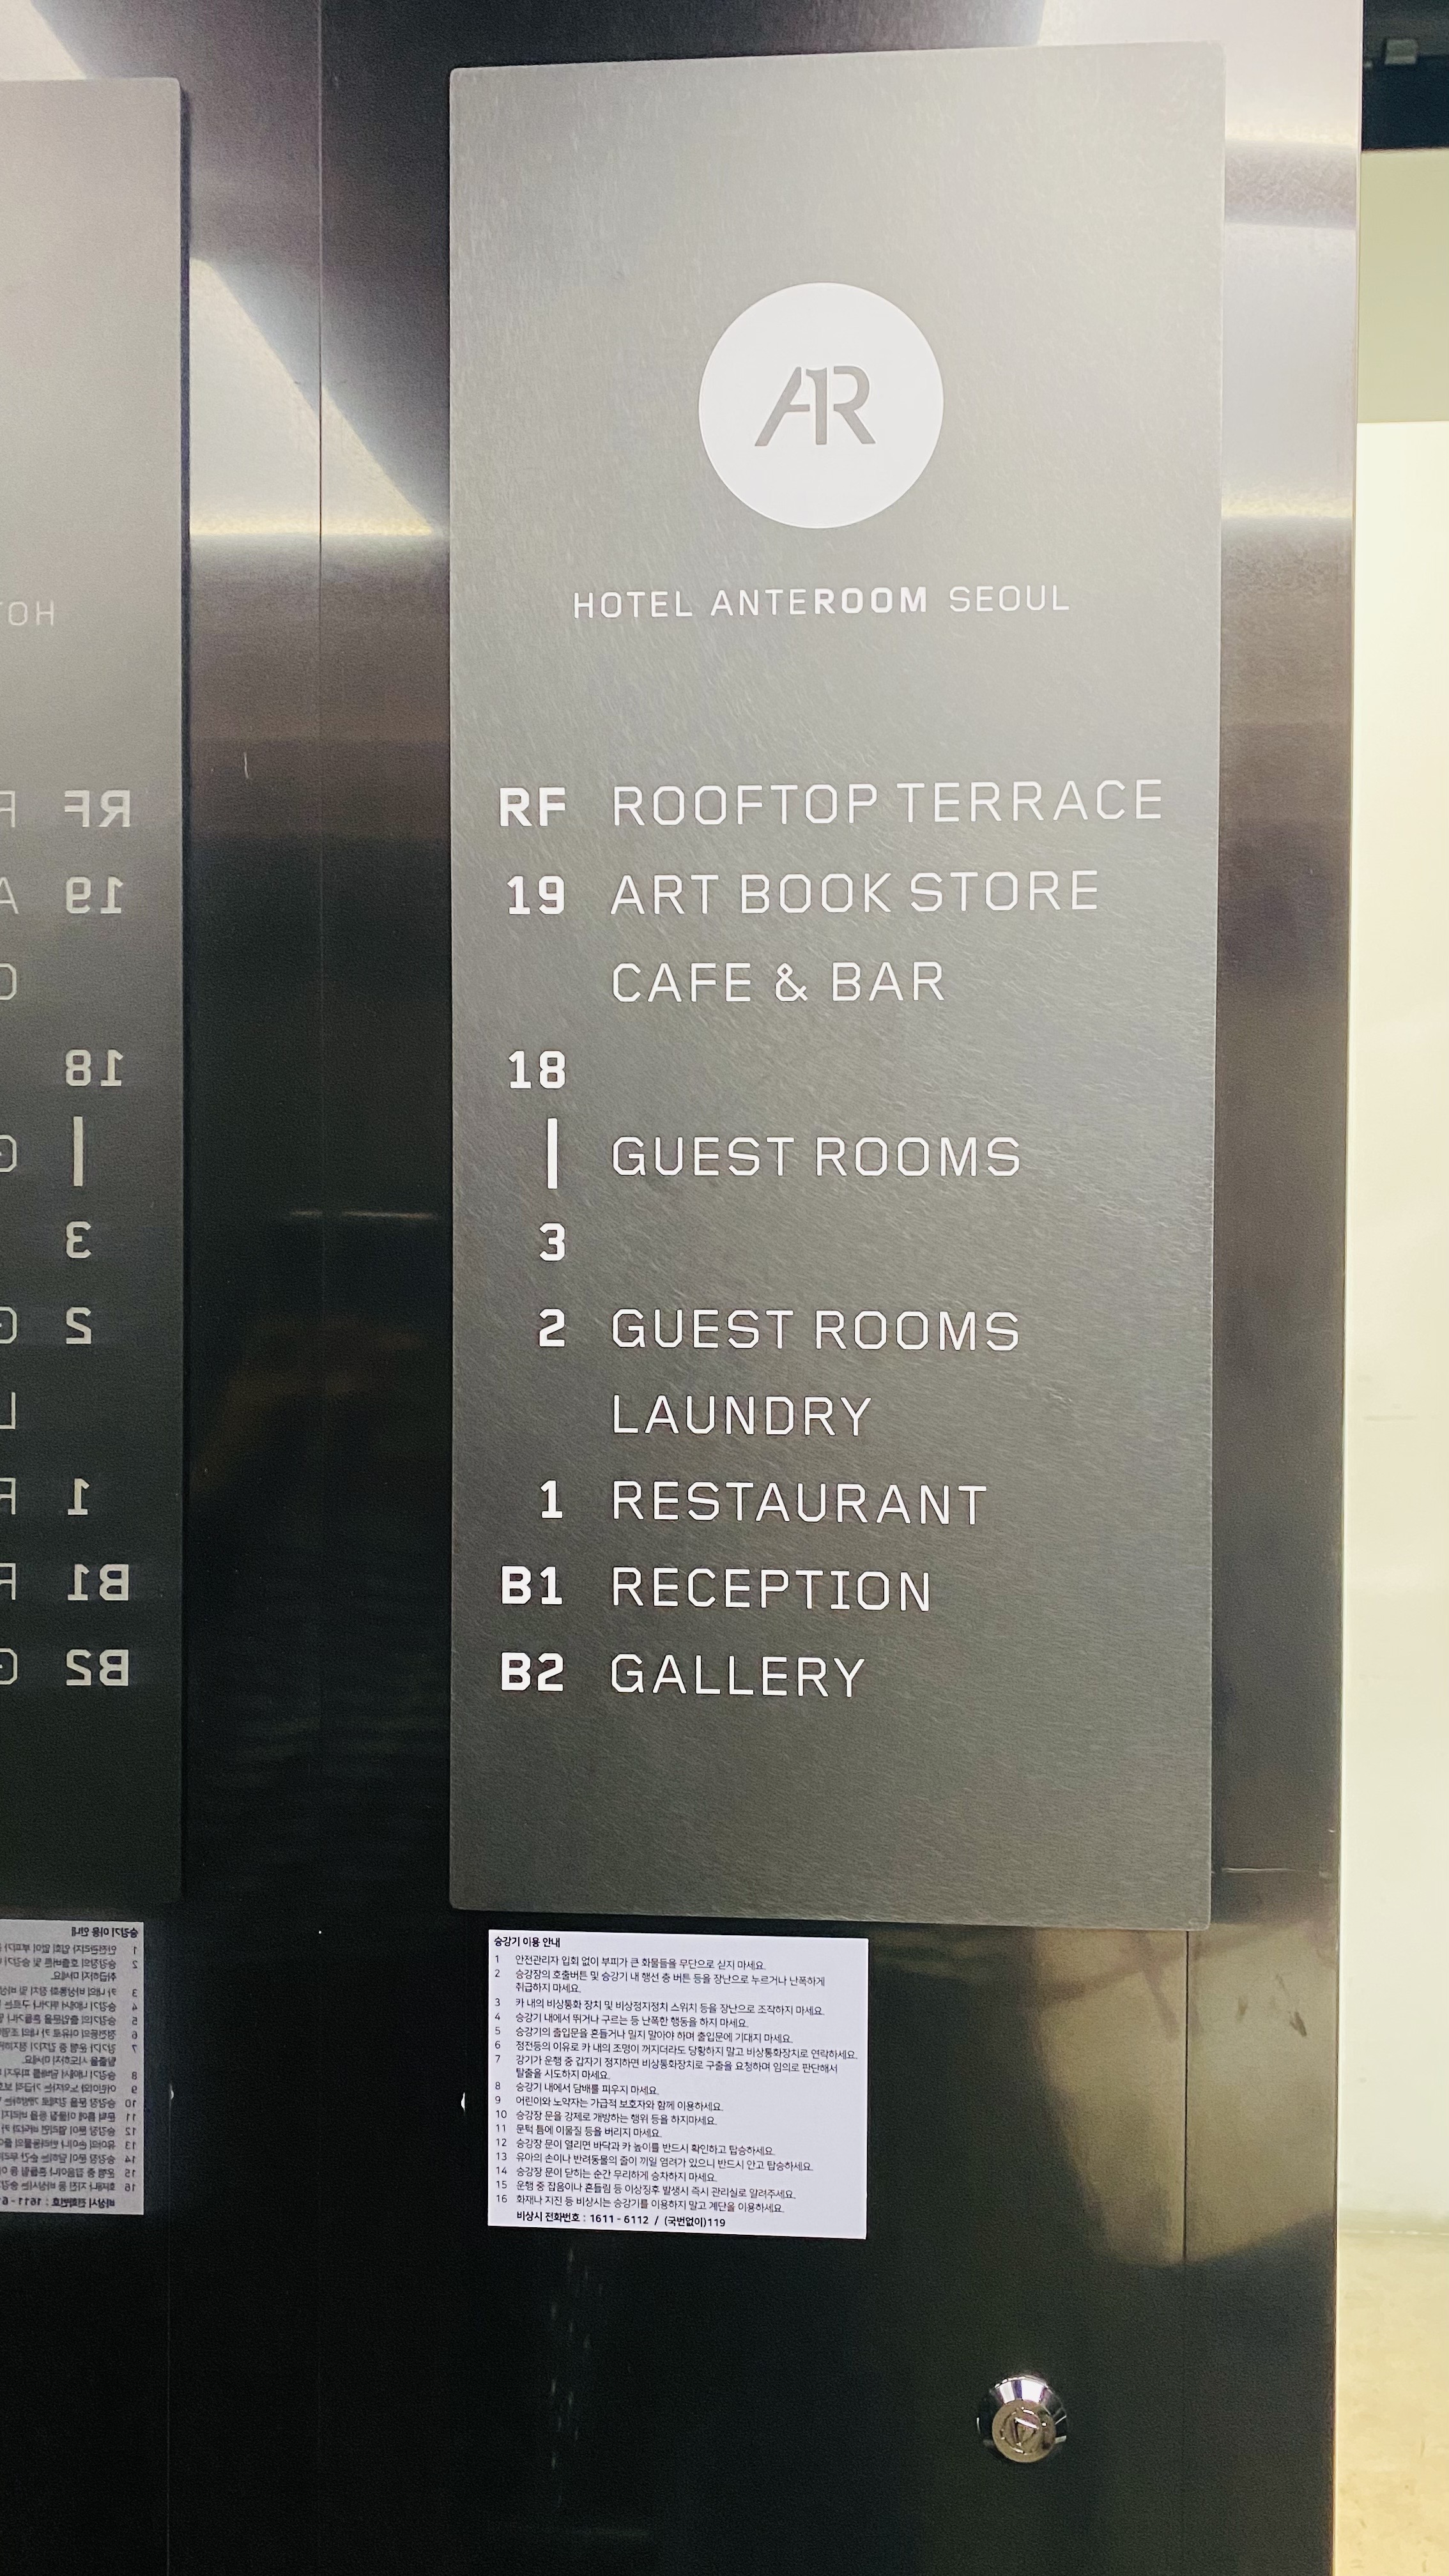 AR
HOTEL ANTEROOM SEOUL
RF ROOFTOP TERRACE
19 ART BOOK STORE
CAFE & BAR
18
| GUEST ROOMS
3
2 GUEST ROOMS
LAUNDRY
1 RESTAURANT
B1 RECEPTION
B2 GALLERY
승강기 이용 안내
1 안전관리자 입회 없이 부피가 큰 화물들을 무단으로 싣지 마세요.
2 승강장의 호출버튼 및 승강기 내 행선 층 버튼 등을 장난으로 누르거나 난폭하게
취급하지 마세요.
3 카 내의 비상통화 장치 및 비상정지장치 스위치 등을 장난으로 조작하지 마세요.
4 승강기 내에서 뛰거나 구르는 등 난폭한 행동을 하지 마세요.
5 승강기의 출입문을 흔들거나 밀지 말아야 하며 출입문에 기대지 마세요.
6 정전등의 이유로 카 내의 조명이 꺼지더라도 당황하지 말고 비상통화장치로 연락하세요.
7 강기가 운행 중 갑자기 정지하면 비상통화장치로 구출을 요청하며 임의로 판단해서
탈출을 시도하지 마세요.
8 승강기 내에서 담배를 피우지 마세요.
9 어린이와 노약자는 가급적 보호자와 함께 이용하세요.
10 승강장 문을 강제로 개방하는 행위 등을 하지마세요.
11 문턱 틈에 이물질 등을 버리지 마세요.
12 승강장 문이 열리면 바닥과 카 높이를 반드시 확인하고 탑승하세요.
13 유아의 손이나 반려동물의 줄이 끼일 염려가 있으니 반드시 안고 탑승하세요.
14 승강장 문이 닫히는 순간 무리하게 승차하지 마세요.
15 운행 중 잡음이나 흔들림 등 이상징후 발생시 즉시 관리실로 알려주세요.
16 화재나 지진 등 비상시는 승강기를 이용하지 말고 계단을 이용하세요.
비상시 전화번호 : 1611 - 6112 / (국번없이)119